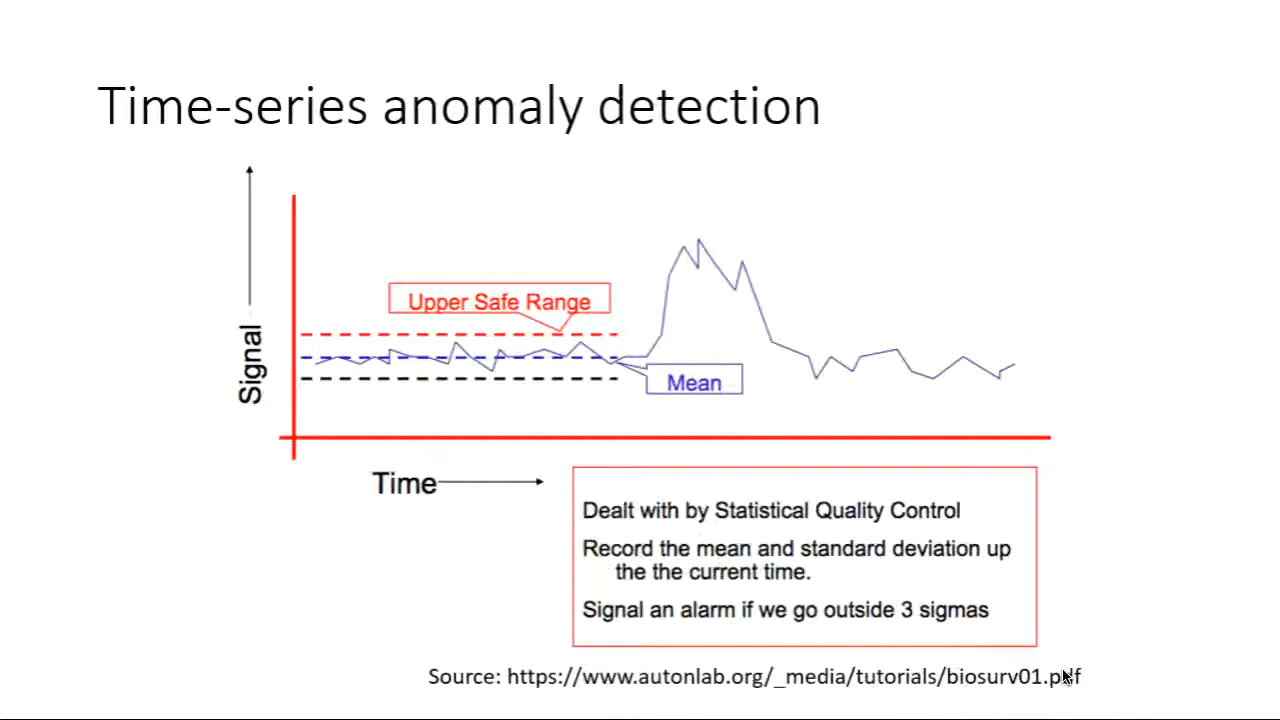 Time-series anomaly detection
Upper Safe Range
Signal
Mean
Time
Dealt with by Statistical Quality Control
Record the mean and standard deviation up
the the current time.
Signal an alarm if we go outside 3 sigmas
Source: https://www.autonlab.org/_media/tutorials/biosurv01.pdf